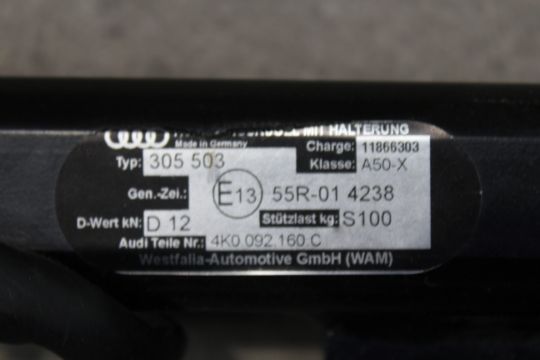 MIT HALTERUNG
Made in Germany
Charge: 11866303
Typ: 305 503
Klasse: A50-X
Gen.-Zei.: E13 55R-01 4238
D-Wert kN: D 12 Stützlast kg: S100
Audi Teile Nr.: 4K0 092 160 C
Westfalia-Automotive GmbH (WAM)